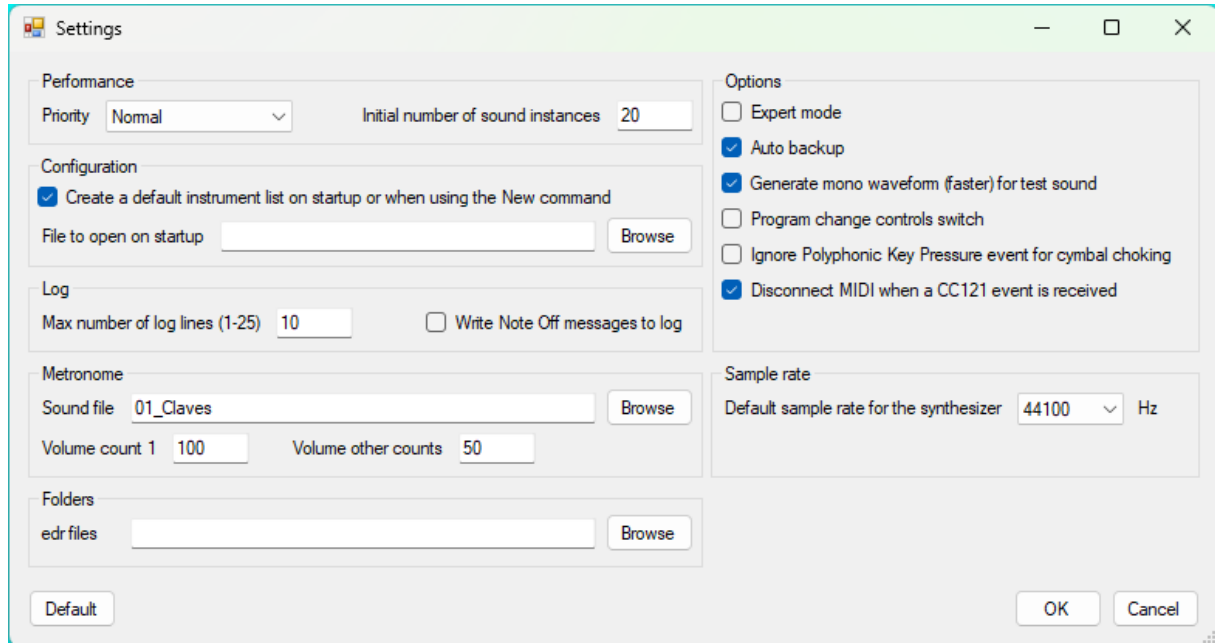 Settings
Performance
Priority Normal Initial number of sound instances 20
Configuration
Create a default instrument list on startup or when using the New command
File to open on startup Browse
Log
Max number of log lines (1-25) 10 Write Note Off messages to log
Metronome
Sound file 01_Claves Browse
Volume count 1 100 Volume other counts 50
Folders
edr files Browse
Options
Expert mode
Auto backup
Generate mono waveform (faster) for test sound
Program change controls switch
Ignore Polyphonic Key Pressure event for cymbal choking
Disconnect MIDI when a CC121 event is received
Sample rate
Default sample rate for the synthesizer 44100 Hz
Default OK Cancel